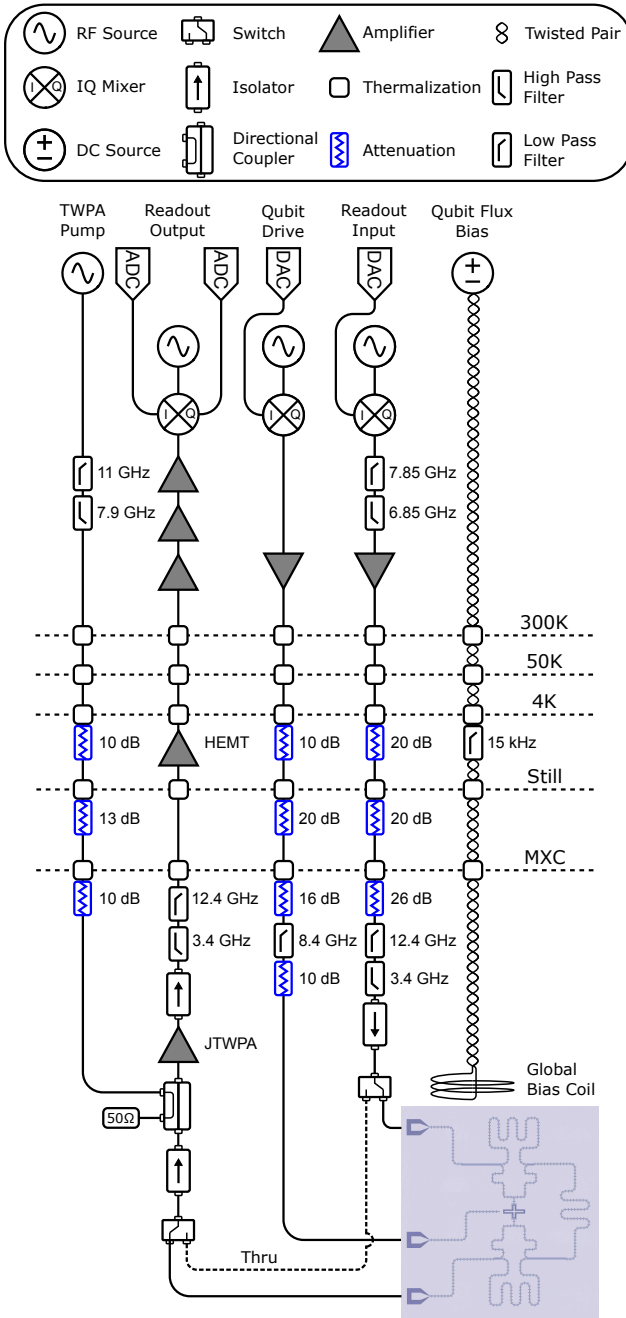 RF Source
Switch
Amplifier
Twisted Pair
I Q
IQ Mixer
Isolator
Thermalization
High Pass
Filter
DC Source
Directional
Coupler
Attenuation
Low Pass
Filter
TWPA
Pump
Readout
Output
Qubit
Drive
Readout
Input
Qubit Flux
Bias
ADC
ADC
DAC
DAC
I Q
I Q
I Q
11 GHz
7.9 GHz
7.85 GHz
6.85 GHz
300K
50K
4K
10 dB
HEMT
10 dB
20 dB
15 kHz
Still
13 dB
20 dB
20 dB
MXC
10 dB
12.4 GHz
16 dB
26 dB
3.4 GHz
8.4 GHz
12.4 GHz
10 dB
3.4 GHz
JTWPA
Global
Bias Coil
50Ω
Thru